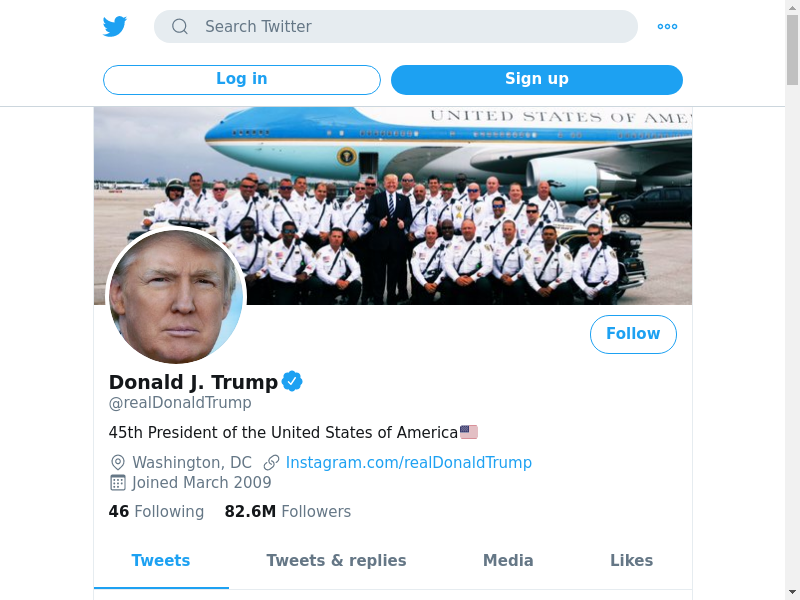 Search Twitter
Log in
Sign up
UNITED STATES OF AME
Donald J. Trump
@realDonaldTrump
45th President of the United States of America🇺🇸
Washington, DC Instagram.com/realDonaldTrump
Joined March 2009
46 Following 82.6M Followers
Tweets
Tweets & replies
Media
Likes